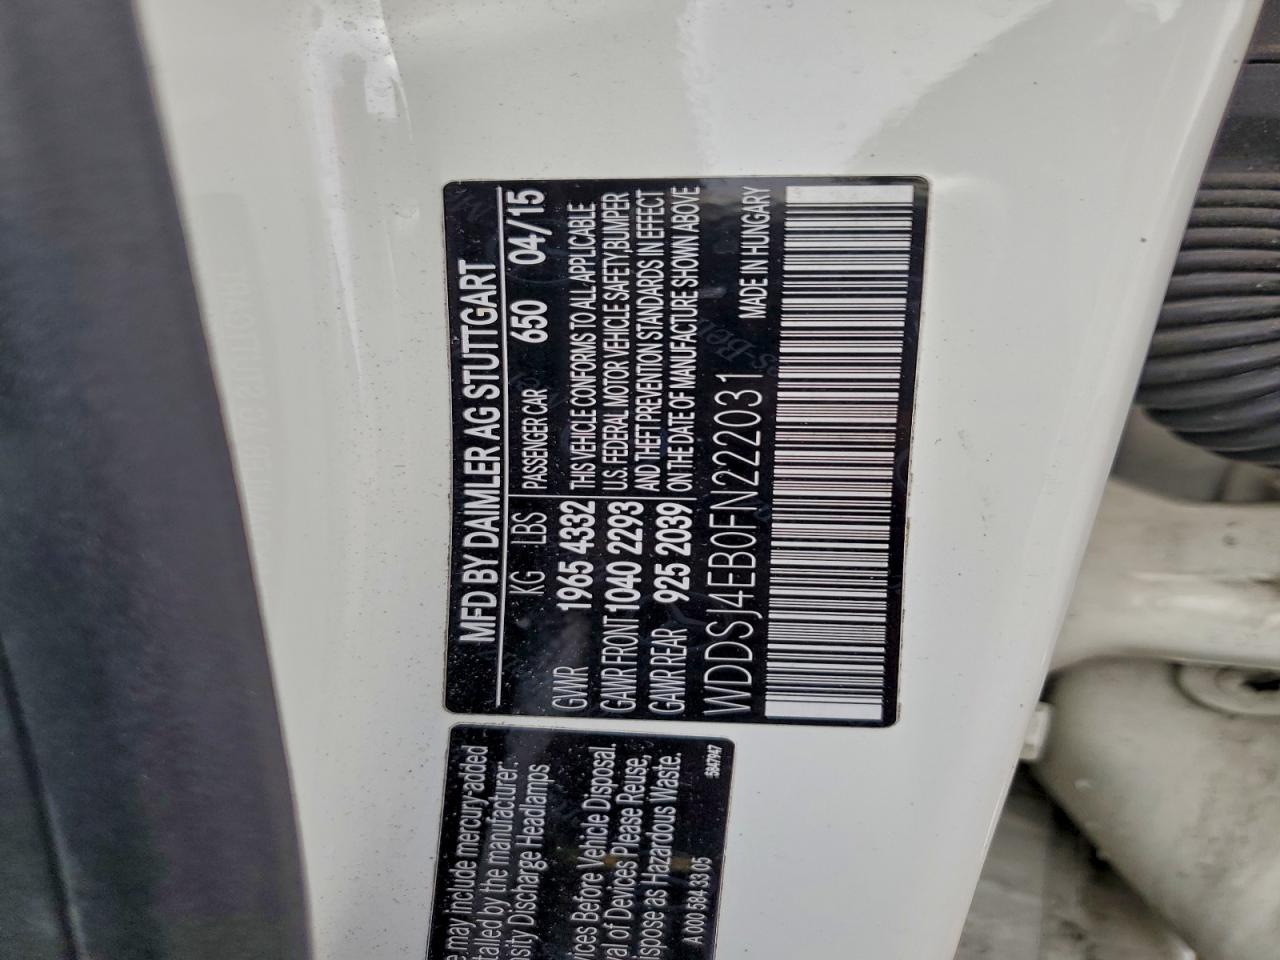 MFD BY DAIMLER AG STUTTGART
KG LBS PASSENGER CAR 650 04/15
GVWR 1965 4332 THIS VEHICLE CONFORMS TO ALL APPLICABLE
GAWR FRONT 1040 2293 U.S. FEDERAL MOTOR VEHICLE SAFETY,BUMPER
GAWR REAR 925 2039 AND THEFT PREVENTION STANDARDS IN EFFECT
ON THE DATE OF MANUFACTURE SHOWN ABOVE
WDDSJ4EB0FN222031 MADE IN HUNGARY
may include mercury-added
talled by the manufacturer.
sity Discharge Headlamps
vices Before Vehicle Disposal.
val of Devices Please Reuse,
ispose as Hazardous Waste.
A 000 584 33 05 5847947